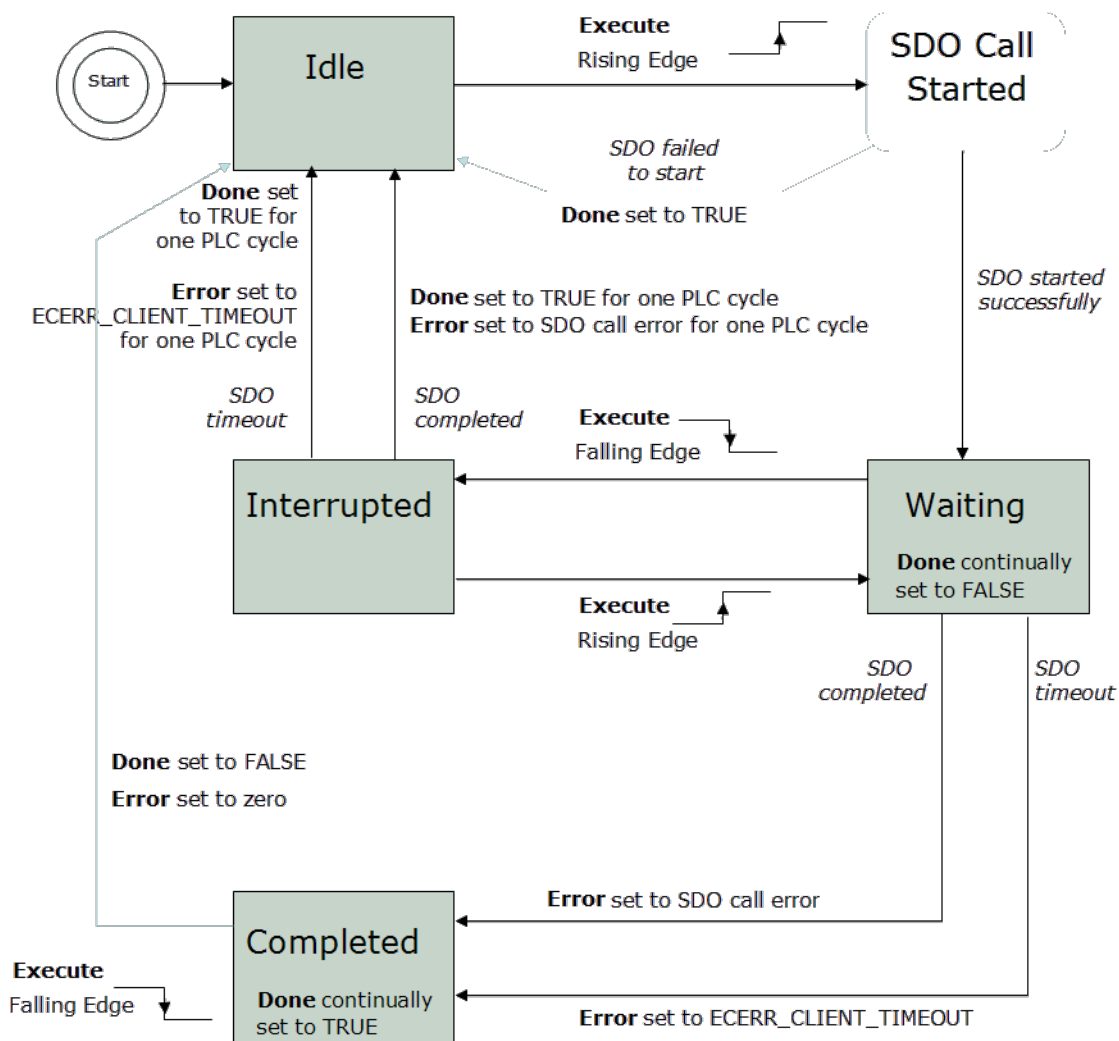 Start
Idle
Execute
Rising Edge
SDO Call
Started
SDO failed
to start
Done set to TRUE
Done set
to TRUE for
one PLC cycle
Error set to
ECERR_CLIENT_TIMEOUT
for one PLC cycle
Done set to TRUE for one PLC cycle
Error set to SDO call error for one PLC cycle
SDO started
successfully
SDO
timeout
SDO
completed
Execute
Falling Edge
Interrupted
Waiting
Done continually
set to FALSE
Execute
Rising Edge
SDO
completed
SDO
timeout
Done set to FALSE
Error set to zero
Error set to SDO call error
Completed
Done continually
set to TRUE
Execute
Falling Edge
Error set to ECERR_CLIENT_TIMEOUT